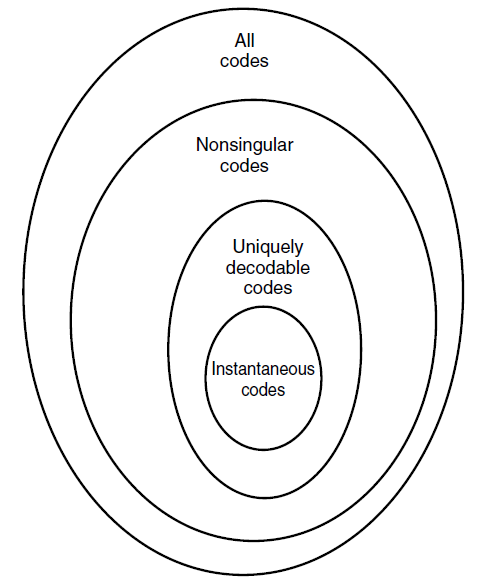 All
codes
Nonsingular
codes
Uniquely
decodable
codes
Instantaneous
codes